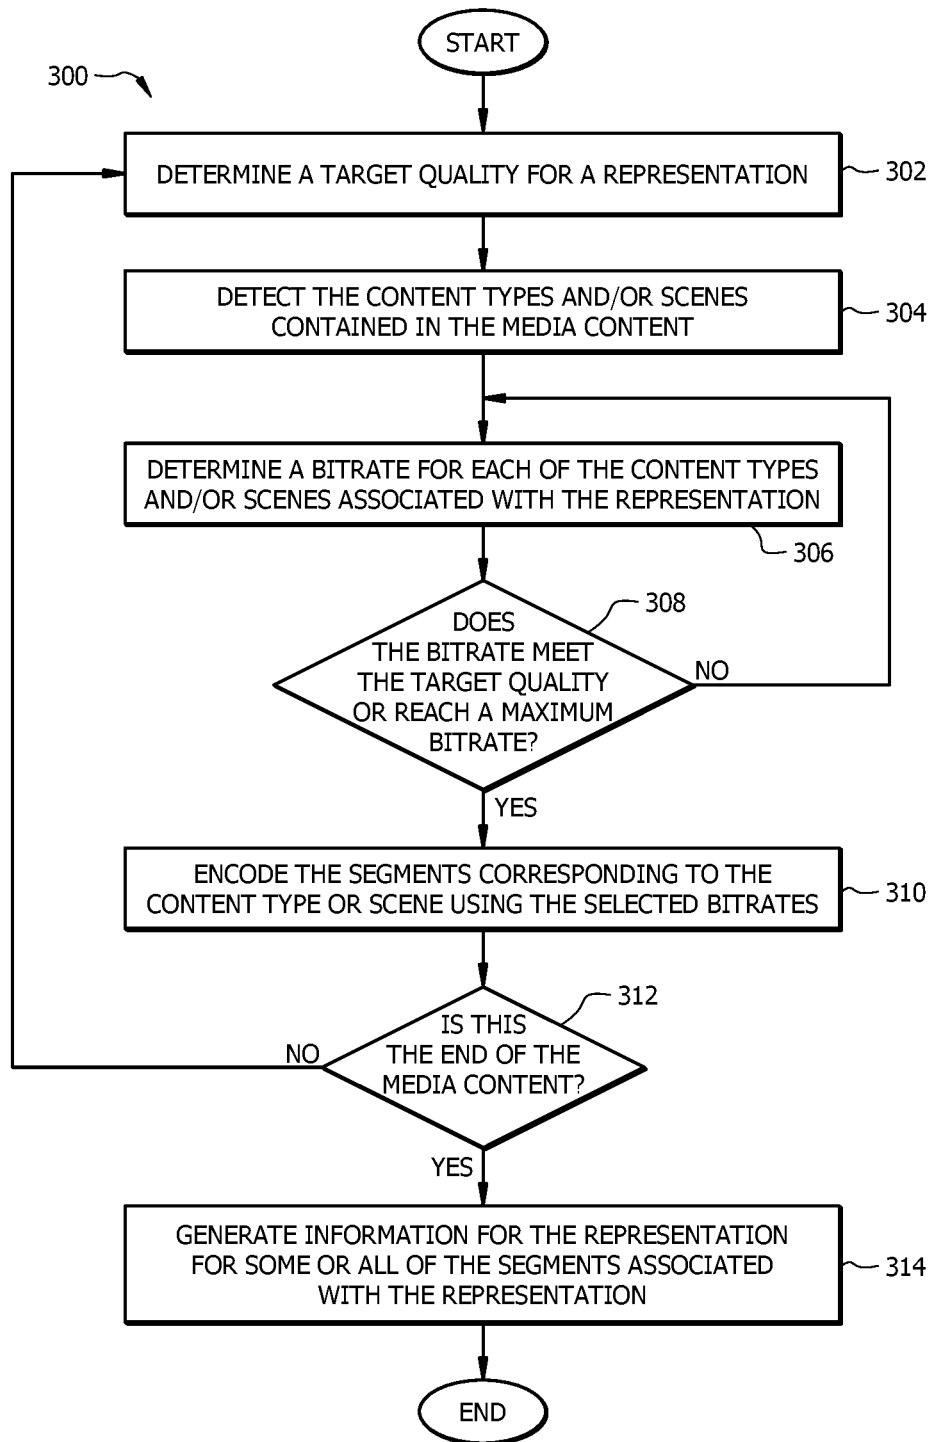 START
300
DETERMINE A TARGET QUALITY FOR A REPRESENTATION
302
DETECT THE CONTENT TYPES AND/OR SCENES
CONTAINED IN THE MEDIA CONTENT
304
DETERMINE A BITRATE FOR EACH OF THE CONTENT TYPES
AND/OR SCENES ASSOCIATED WITH THE REPRESENTATION
306
DOES
THE BITRATE MEET
THE TARGET QUALITY
OR REACH A MAXIMUM
BITRATE?
308
NO
YES
ENCODE THE SEGMENTS CORRESPONDING TO THE
CONTENT TYPE OR SCENE USING THE SELECTED BITRATES
310
IS THIS
THE END OF THE
MEDIA CONTENT?
312
NO
YES
GENERATE INFORMATION FOR THE REPRESENTATION
FOR SOME OR ALL OF THE SEGMENTS ASSOCIATED
WITH THE REPRESENTATION
314
END